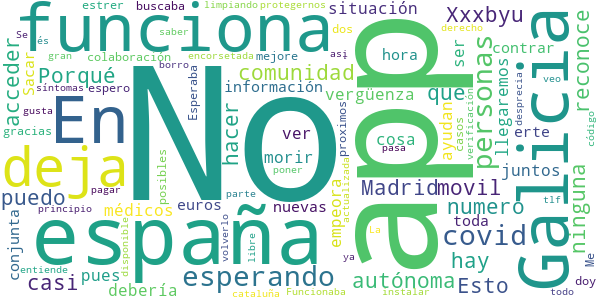 estrer limpiando protegernos
buscaba
situación
Xxxbyu
funciona
Se
és
saber
dos
derecho
gran
colaboración
encorsetada
mejore
así
hora
contrar
ser
Porqué
Sacar
borro
comunidad
acceder
síntomas
espero
Esperaba
información
vergüenza
que
personas
veo
reconoce
No
app
Galicia
En
gusta
gracias
posibles
hacer
ver
cosa
pasa
morir
poner
proximos
ayudan
casos
verificación
llegaremos
erte
desprecia
código
deja
pagar
Madrid
movil
juntos
puedo
médicos
euros
nuevas
numero
toda
ninguna
principio
parte
empeora
actualizada
conjunta
españa
disponible
volverlo
libre
La
covid
casi
pues
debería
esperando
ya
autónoma
hay
Esto
tlf
doy
Me
entiende
cataluña
Funcionaba
instalar
todo